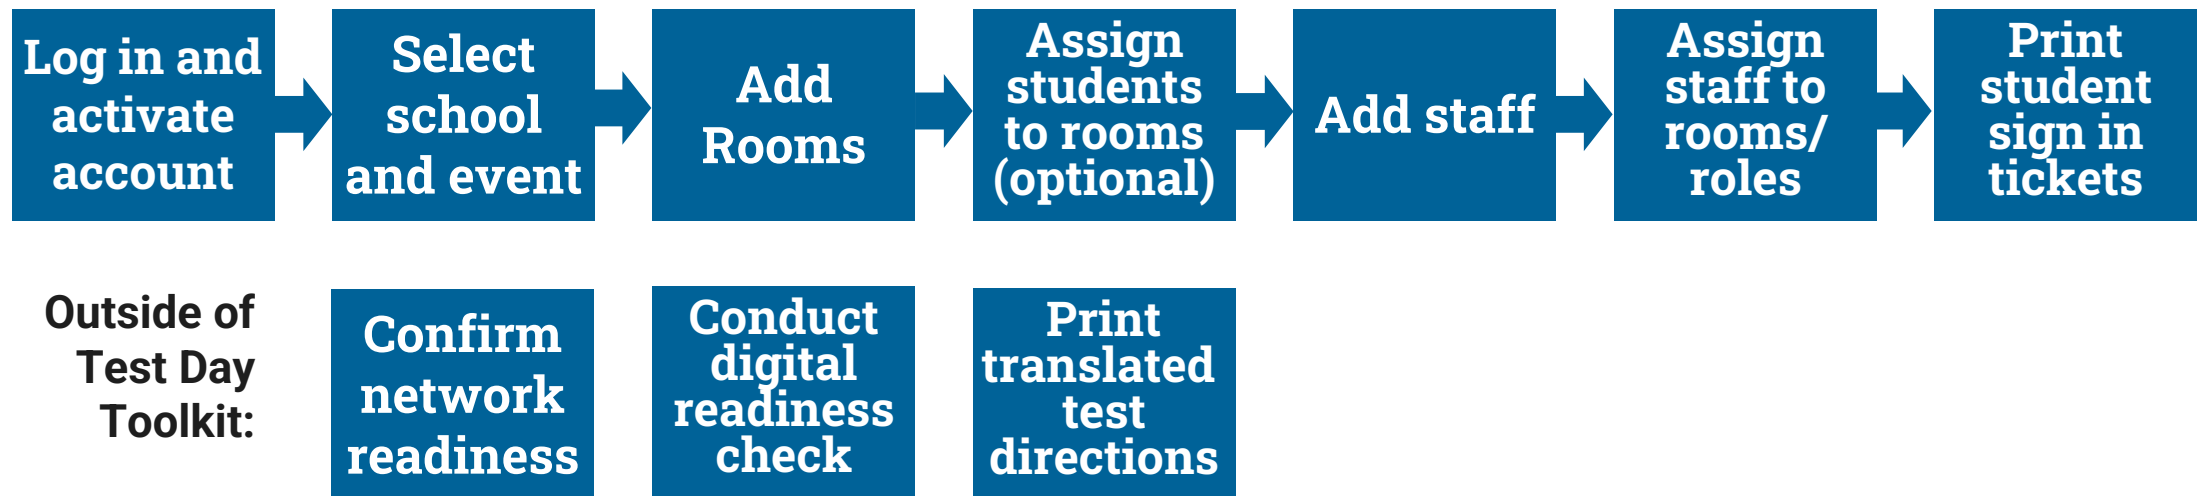 Log in and
activate
account
Select
school
and event
Add
Rooms
Assign
students
to rooms
(optional)
Add staff
Assign
staff to
rooms/
roles
Print
student
sign in
tickets
Outside of
Test Day
Toolkit:
Confirm
network
readiness
Conduct
digital
readiness
check
Print
translated
test
directions